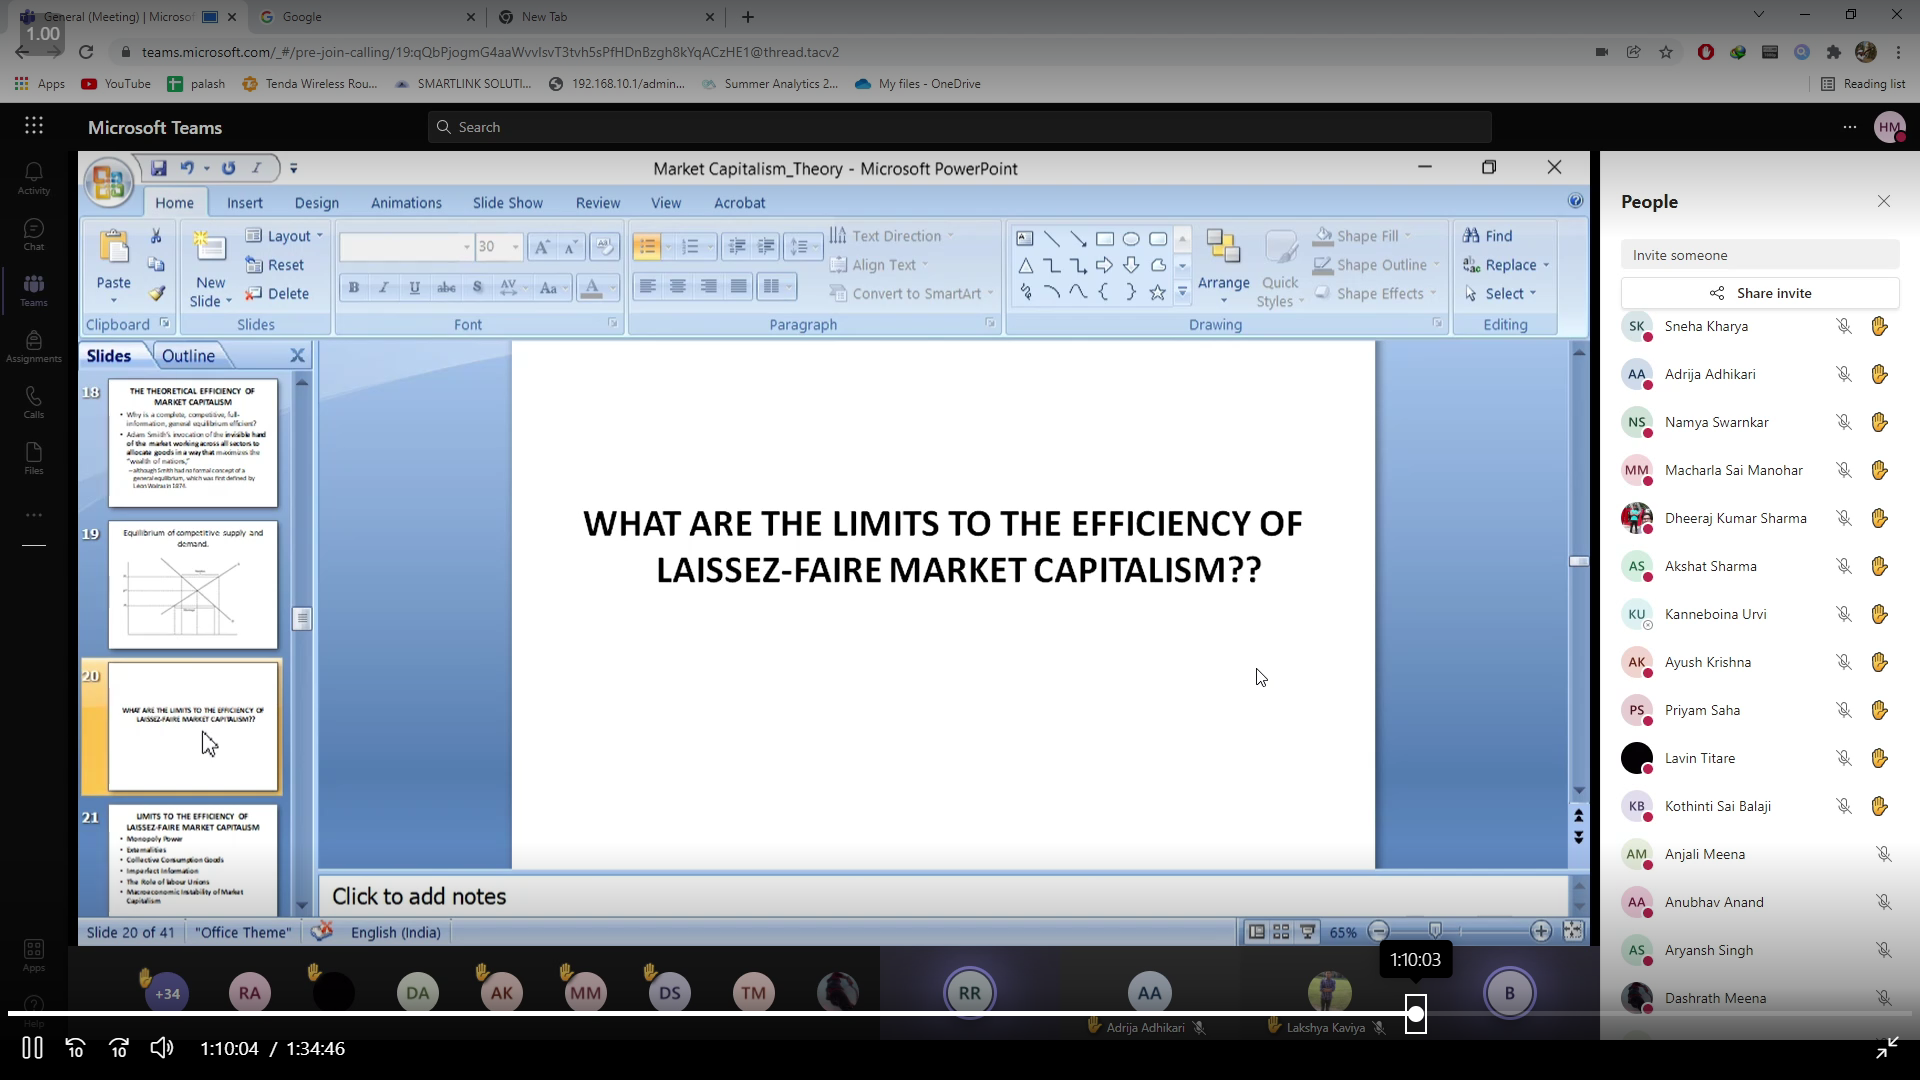 General (Meeting) | Microsof
Google
New Tab
1.00
teams.microsoft.com/_#/pre-join-calling/19:qQbPjogmG4aaWvvIsvT3tvh5sPfHDnBzgh8kYqACzHE1@thread.tacv2
Apps
YouTube
palash
Tenda Wireless Rou...
SMARTLINK SOLUTI...
192.168.10.1/admin...
Summer Analytics 2...
My files - OneDrive
Reading list
Microsoft Teams
Search
HM
Activity
Chat
Teams
Assignments
Calls
Files
Apps
Help
Market Capitalism_Theory - Microsoft PowerPoint
Home
Insert
Design
Animations
Slide Show
Review
View
Acrobat
Paste
Clipboard
New
Slide
Layout
Reset
Delete
Slides
30
Font
Text Direction
Align Text
Convert to SmartArt
Paragraph
Arrange
Quick
Styles
Shape Fill
Shape Outline
Shape Effects
Drawing
Find
Replace
Select
Editing
Slides
Outline
18
THE THEORETICAL EFFICIENCY OF
MARKET CAPITALISM
• Why is a complete, competitive, full-
information, general equilibrium efficient?
• Adam Smith's invocation of the invisible hand
of the market working across all sectors to
allocate goods in a way that maximizes the
"wealth of nations,"
– although Smith had no formal concept of a
general equilibrium, which was first defined by
Léon Walras in 1874.
19
Equilibrium of competitive supply and
demand.
20
WHAT ARE THE LIMITS TO THE EFFICIENCY OF
LAISSEZ-FAIRE MARKET CAPITALISM??
21
LIMITS TO THE EFFICIENCY OF
LAISSEZ-FAIRE MARKET CAPITALISM
• Monopoly Power
• Externalities
• Collective Consumption Goods
• Imperfect Information
• The Role of labour Unions
• Macroeconomic Instability of Market
Capitalism
WHAT ARE THE LIMITS TO THE EFFICIENCY OF
LAISSEZ-FAIRE MARKET CAPITALISM??
Click to add notes
Slide 20 of 41
"Office Theme"
English (India)
65%
People
Invite someone
Share invite
SK Sneha Kharya
AA Adrija Adhikari
NS Namya Swarnkar
MM Macharla Sai Manohar
Dheeraj Kumar Sharma
AS Akshat Sharma
KU Kanneboina Urvi
AK Ayush Krishna
PS Priyam Saha
Lavin Titare
KB Kothinti Sai Balaji
AM Anjali Meena
AA Anubhav Anand
AS Aryansh Singh
Dashrath Meena
+34
RA
DA
AK
MM
DS
TM
RR
AA
Adrija Adhikari
Lakshya Kaviya
B
1:10:03
10
10
1:10:04 / 1:34:46